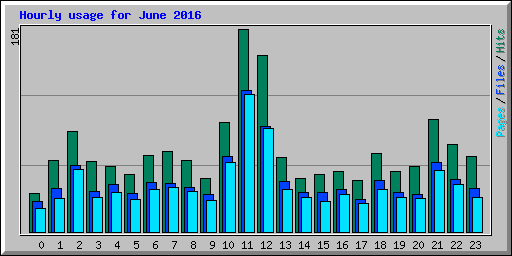 Hourly usage for June 2016
181
Pages/Files/Hits
0 1 2 3 4 5 6 7 8 9 10 11 12 13 14 15 16 17 18 19 20 21 22 23